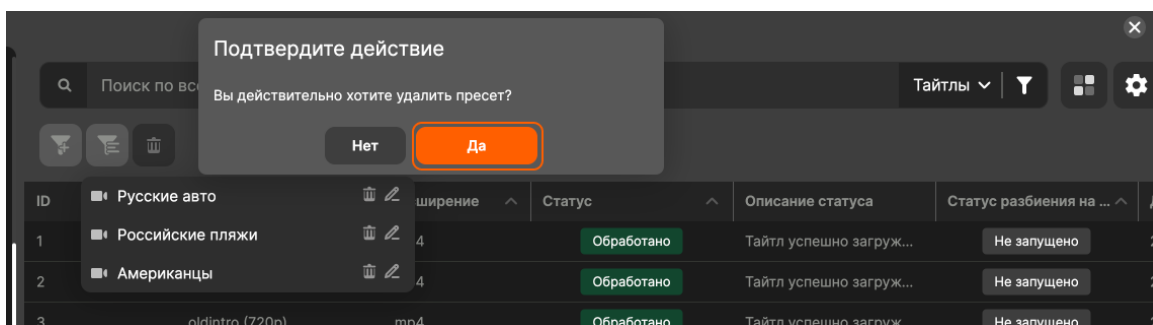 Подтвердите действие
Поиск по всe
Вы действительно хотите удалить пресет?
Тайтлы
Нет
Да
Русские авто
Российские пляжи
Американцы
ID
ширение
Статус
Описание статуса
Статус разбиения на ...
1
4
Обработано
Тайтл успешно загруж...
Не запущено
2
4
Обработано
Тайтл успешно загруж...
Не запущено
3
oldintro (720p)
mp4
Обработано
Тайтл успешно загруж...
Не запущено